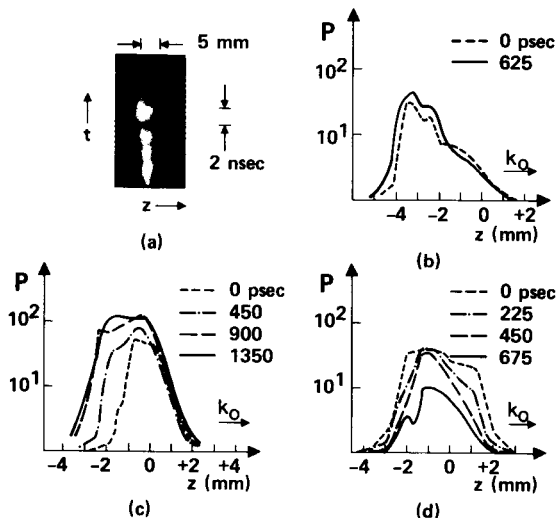 5 mm
t
2 nsec
z
(a)
P
0 psec
625
10²
10¹
k₀
-4 -2 0 +2
z (mm)
(b)
P
0 psec
450
900
1350
10²
10¹
k₀
-4 -2 0 +2 +4
z (mm)
(c)
P
0 psec
225
450
675
10²
10¹
k₀
-4 -2 0 +2
z (mm)
(d)